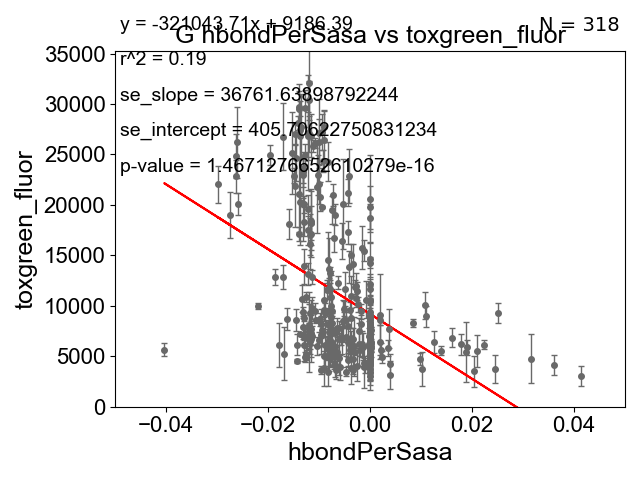 y = -321043.71x + 9186.39
N = 318
G hbondPerSasa vs toxgreen_fluor
r^2 = 0.19
se_slope = 36761.63898792244
se_intercept = 405.70622750831234
p-value = 1.4671276652610279e-16
35000
30000
25000
20000
15000
10000
5000
0
toxgreen_fluor
−0.04
−0.02
0.00
0.02
0.04
hbondPerSasa